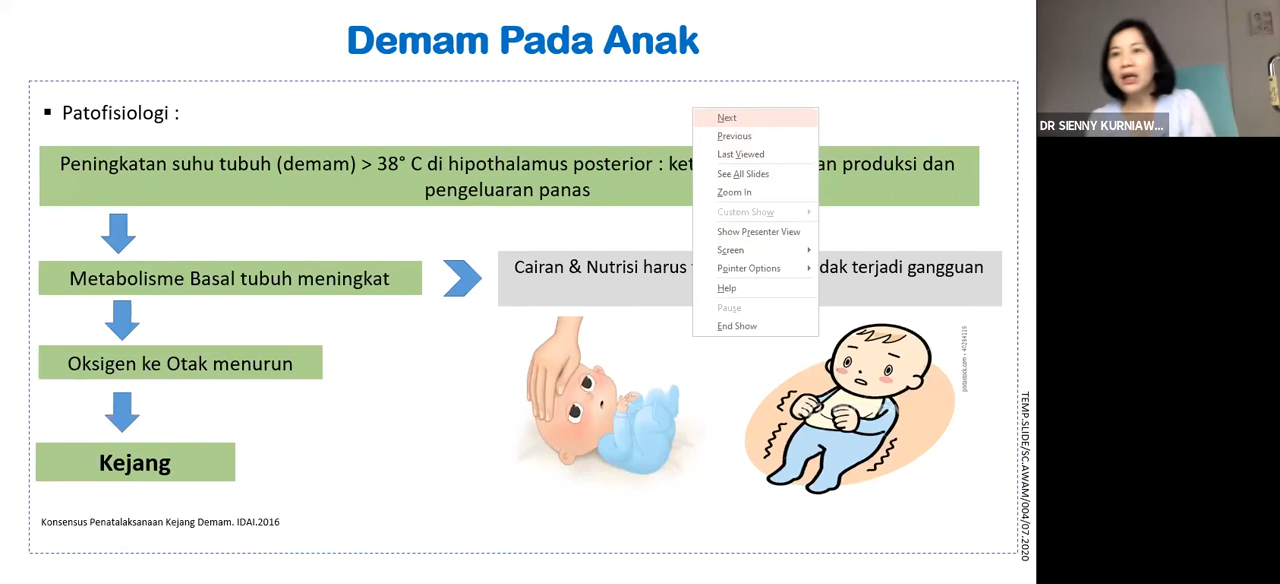 Demam Pada Anak
▪ Patofisiologi :
Peningkatan suhu tubuh (demam) > 38° C di hipothalamus posterior : produksi dan
pengeluaran panas
Metabolisme Basal tubuh meningkat
Cairan & Nutrisi harus terjadi gangguan
Oksigen ke Otak menurun
Kejang
Konsensus Penatalaksanaan Kejang Demam. IDAI.2016
Next
Previous
Last Viewed
See All Slides
Zoom In
Custom Show
Show Presenter View
Screen
Pointer Options
Help
Pause
End Show
TEMP.SLIDE/SC.AWAM/004/07.2020
DR SIENNY KURNIAW...